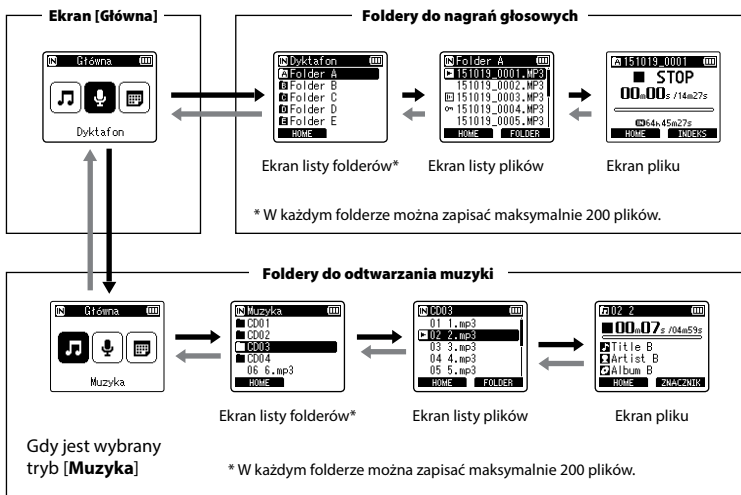 Ekran [Główna]
Główna
Dyktafon
Foldery do nagrań głosowych
Dyktafon
Folder A
Folder B
Folder C
Folder D
Folder E
HOME
Ekran listy folderów*
Folder A
151019_0001.MP3
151019_0002.MP3
151019_0003.MP3
151019_0004.MP3
151019_0005.MP3
HOME FOLDER
Ekran listy plików
151019_0001
STOP
00m00s /14m27s
64h45m27s
HOME INDEKS
Ekran pliku
* W każdym folderze można zapisać maksymalnie 200 plików.
Foldery do odtwarzania muzyki
Główna
Muzyka
Gdy jest wybrany
tryb [Muzyka]
Muzyka
CD01
CD02
CD03
CD04
06 6.mp3
HOME
Ekran listy folderów*
CD03
01 1.mp3
02 2.mp3
03 3.mp3
04 4.mp3
05 5.mp3
HOME FOLDER
Ekran listy plików
02 2
00m07s /04m59s
Title B
Artist B
Album B
HOME ZNACZNIK
Ekran pliku
* W każdym folderze można zapisać maksymalnie 200 plików.